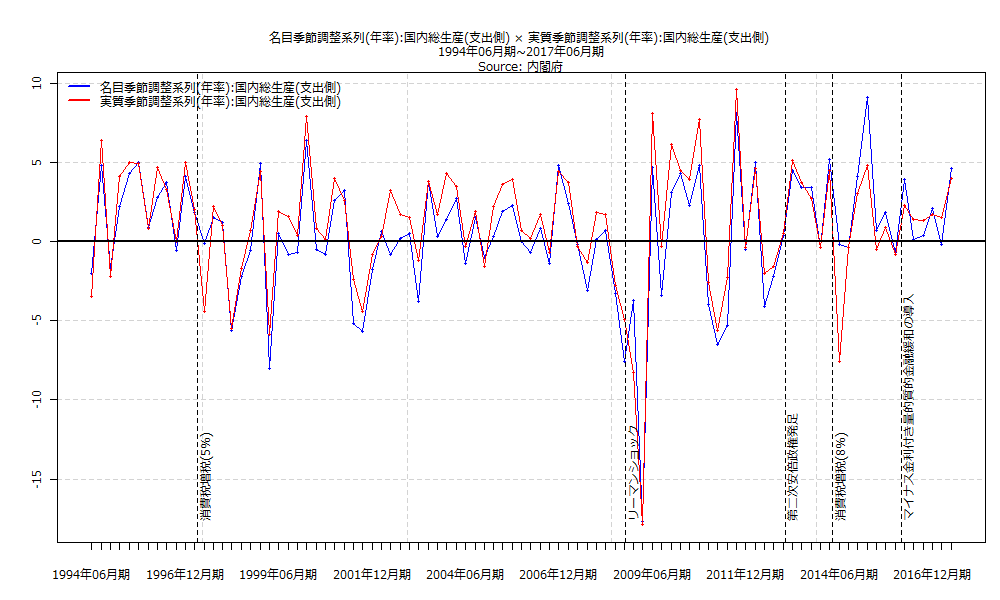 名目季節調整系列(年率):国内総生産(支出側) × 実質季節調整系列(年率):国内総生産(支出側)
1994年06月期~2017年06月期
Source: 内閣府
名目季節調整系列(年率):国内総生産(支出側)
実質季節調整系列(年率):国内総生産(支出側)
10
5
0
-5
-10
-15
消費税増税(5%)
リーマンショック
第二次安倍政権発足
消費税増税(8%)
マイナス金利付き量的質的金融緩和の導入
1994年06月期
1996年12月期
1999年06月期
2001年12月期
2004年06月期
2006年12月期
2009年06月期
2011年12月期
2014年06月期
2016年12月期